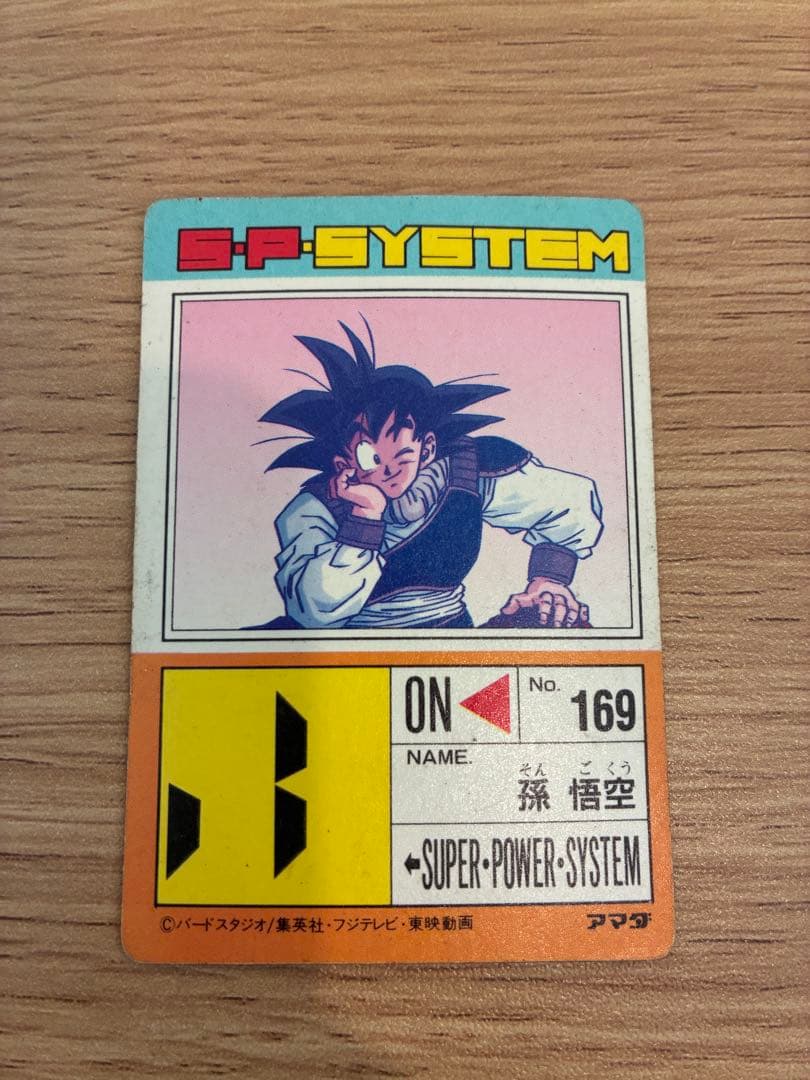 S・P・SYSTEM
ON
No.
169
NAME.
そん ご くう
孫 悟空
←SUPER・POWER・SYSTEM
©バードスタジオ/集英社・フジテレビ・東映動画
アマダ